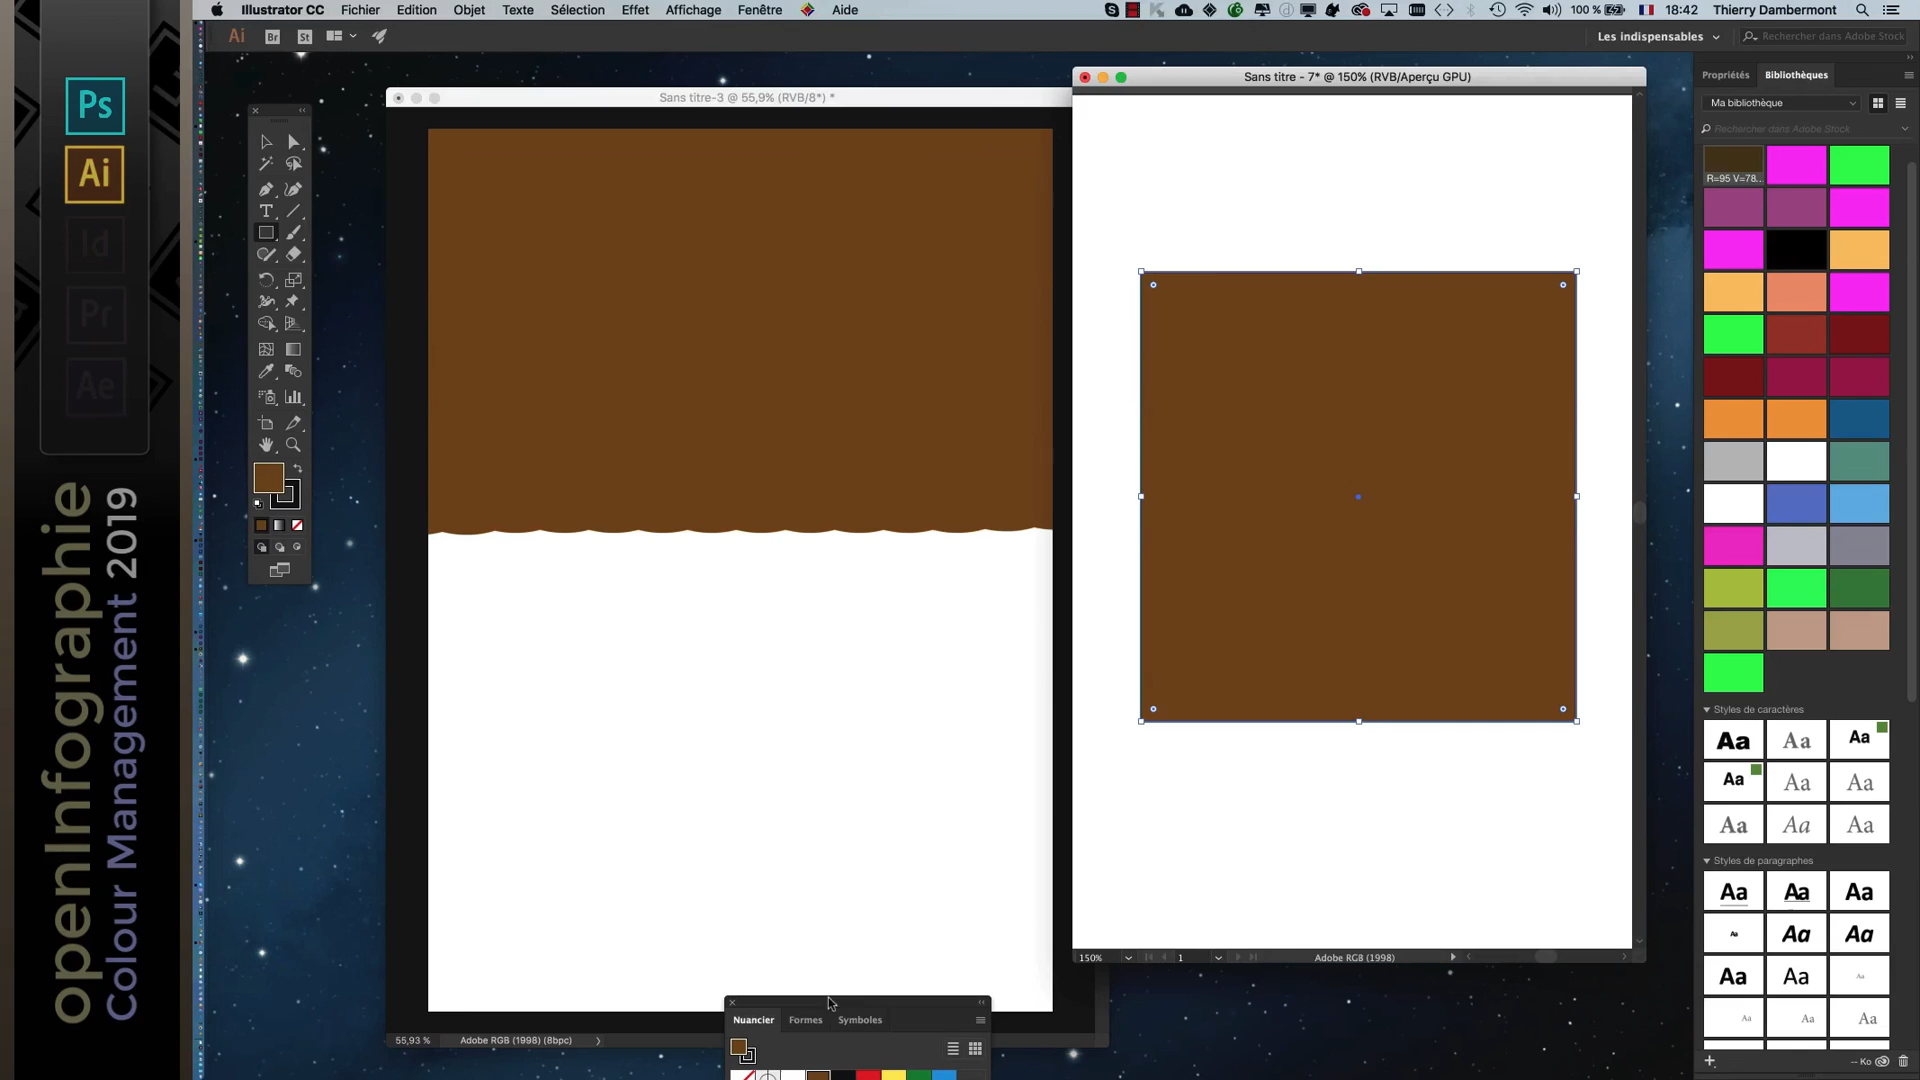 Illustrator CC Fichier Edition Objet Texte Sélection Effet Affichage Fenêtre Aide
100 % 18:42 Thierry Dambermont
Ai Br St
Les indispensables
Rechercher dans Adobe Stock
Ps
Ai
Id
Pr
Ae
openInfographie
Colour Management 2019
Sans titre-3 @ 55,9% (RVB/8*) *
Sans titre - 7* @ 150% (RVB/Aperçu GPU)
Propriétés Bibliothèques
Ma bibliothèque
Rechercher dans Adobe Stock
R=95 V=78...
Styles de caractères
Aa Aa Aa
Aa Aa Aa
Aa Aa Aa
Styles de paragraphes
Aa Aa Aa
Aa Aa Aa
Aa Aa Aa
Aa Aa Aa
-- Ko
150% 1 Adobe RGB (1998)
55,93 % Adobe RGB (1998) (8bpc)
Nuancier Formes Symboles